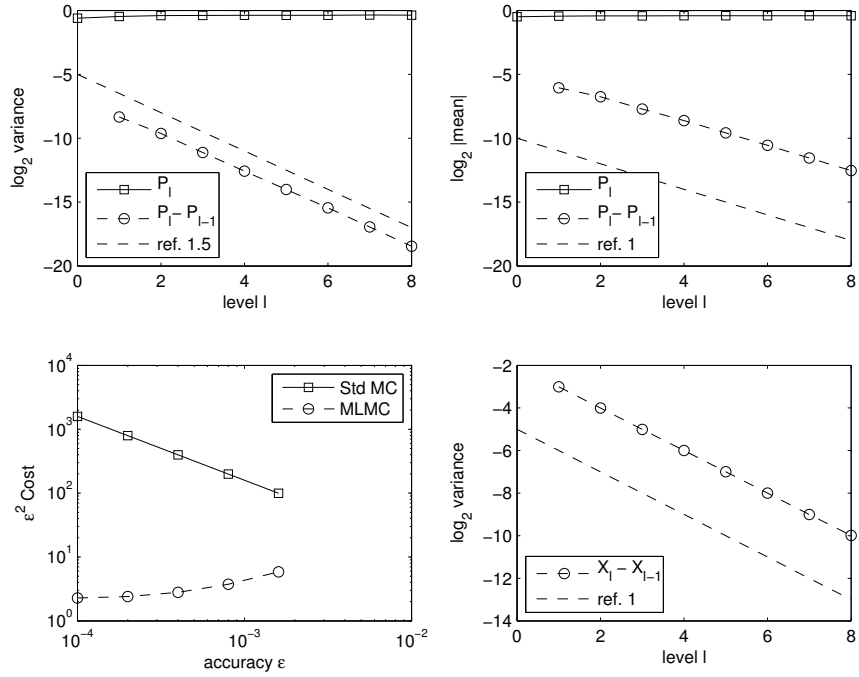 0
−5
−10
−15
−20
log₂ variance
0 2 4 6 8
level l
P_l
P_l − P_{l−1}
ref. 1.5
0
−5
−10
−15
−20
log₂ |mean|
0 2 4 6 8
level l
P_l
P_l − P_{l−1}
ref. 1
10⁴
10³
10²
10¹
10⁰
ε² Cost
10⁻⁴ 10⁻³ 10⁻²
accuracy ε
Std MC
MLMC
−2
−4
−6
−8
−10
−12
−14
log₂ variance
0 2 4 6 8
level l
X_l − X_{l−1}
ref. 1